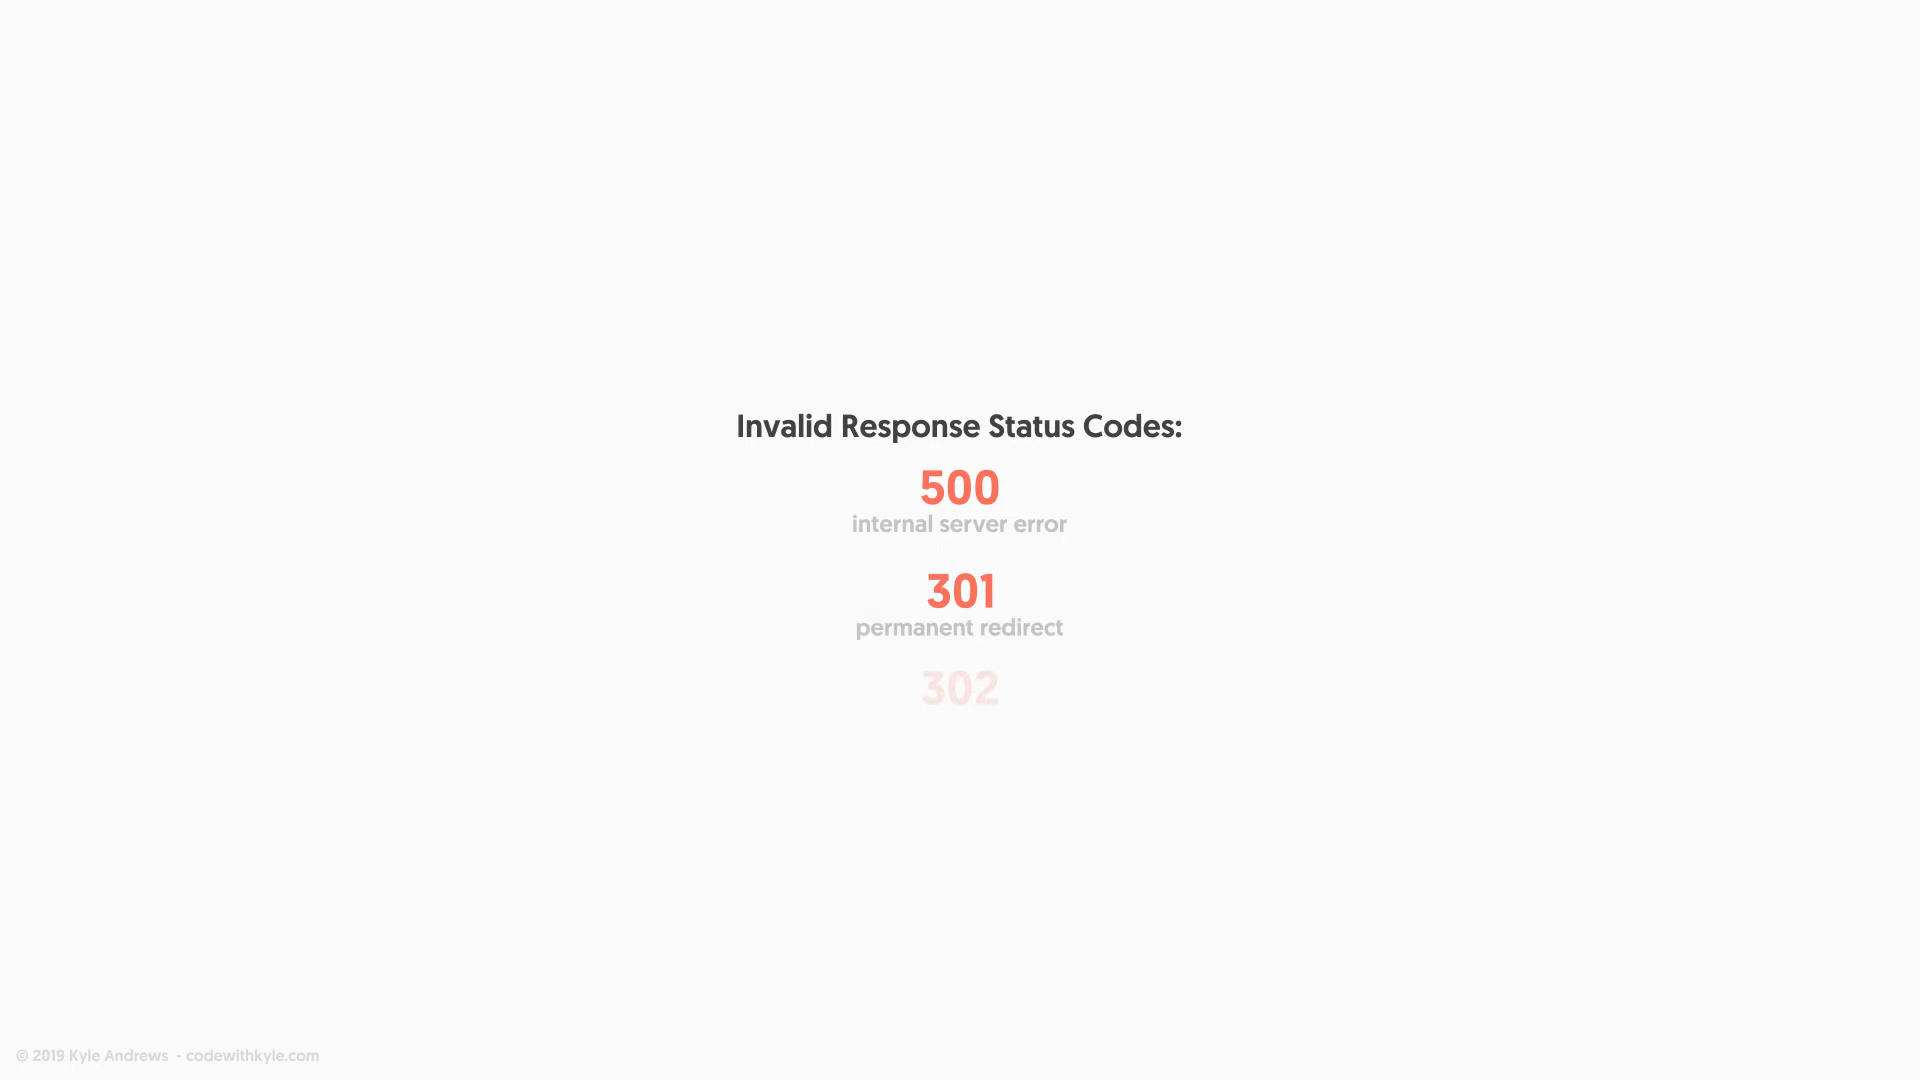 Invalid Response Status Codes:
500
internal server error
301
permanent redirect
302
© 2019 Kyle Andrews - codewithkyle.com